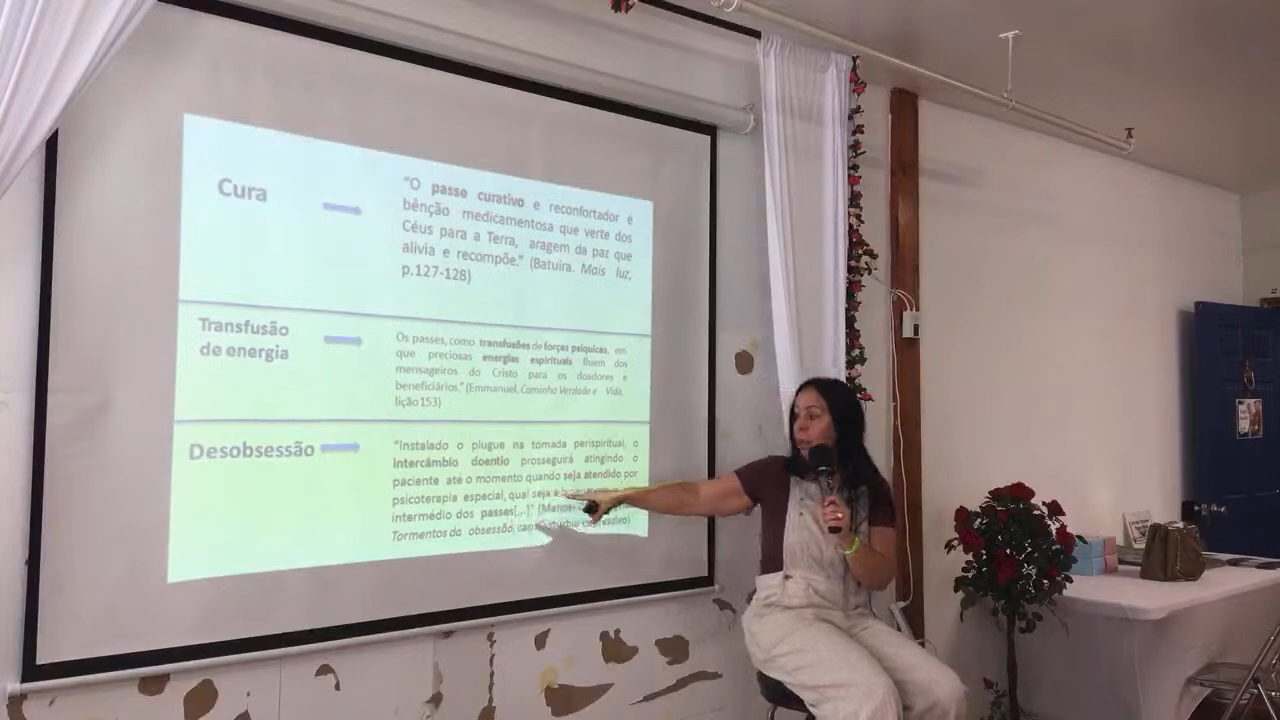 Cura
“O passe curativo e reconfortador é
bênção medicamentosa que verte dos
Céus para a Terra, aragem da paz que
alivia e recompõe.” (Batuíra. Mais luz,
p.127-128)
Transfusão
de energia
Os passes, como transfusões de forças psíquicas, em
que preciosas energias espirituais fluem dos
mensageiros do Cristo para os doadores e
beneficiários.” (Emmanuel. Caminho Verdade e Vida,
lição 153)
Desobsessão
“Instalado o plugue na tomada perispiritual, o
intercâmbio doentio prosseguirá atingindo o
paciente até o momento quando seja atendido por
psicoterapia especial, qual seja a
intermédio dos passes[...]” (Manoel
Tormentos da obsessão,